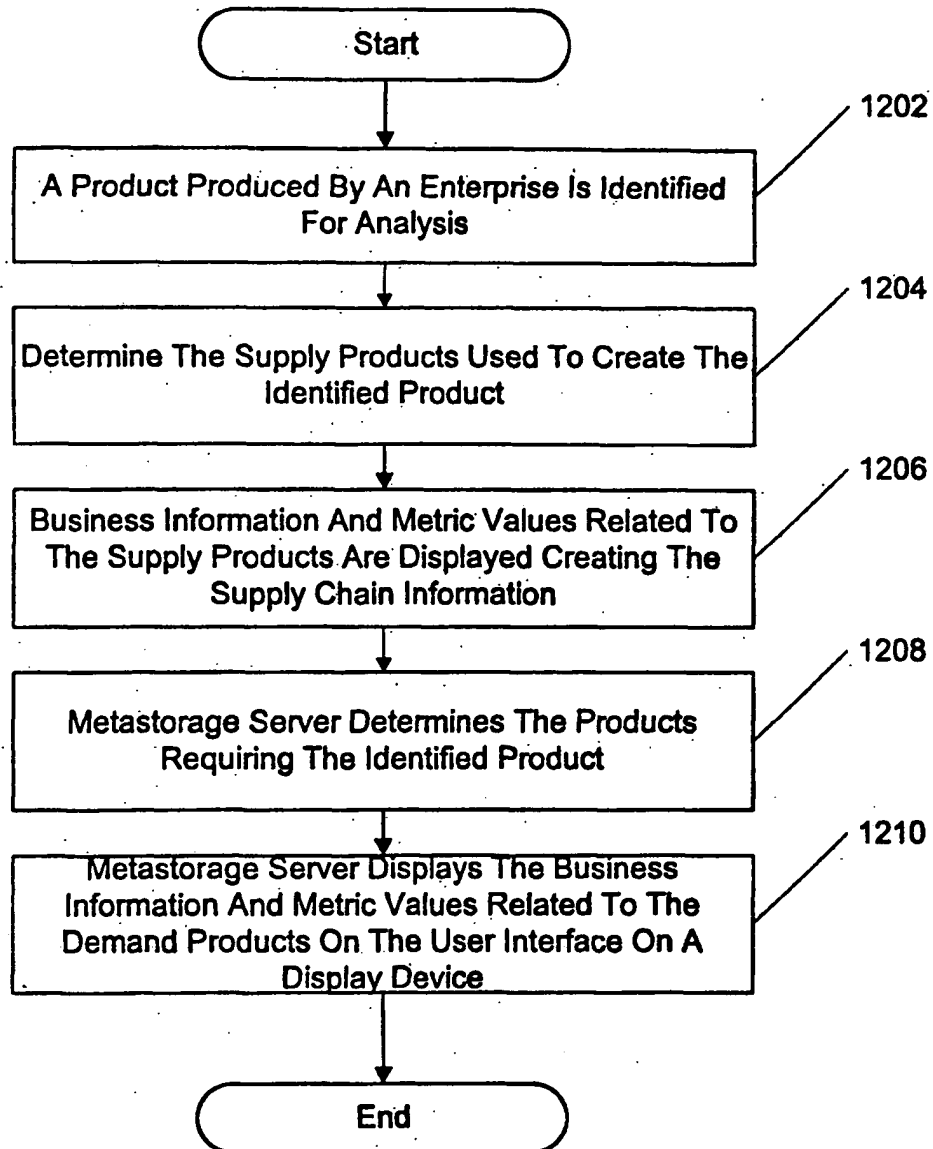 Start
1202
A Product Produced By An Enterprise Is Identified
For Analysis
1204
Determine The Supply Products Used To Create The
Identified Product
1206
Business Information And Metric Values Related To
The Supply Products Are Displayed Creating The
Supply Chain Information
1208
Metastorage Server Determines The Products
Requiring The Identified Product
1210
Metastorage Server Displays The Business
Information And Metric Values Related To The
Demand Products On The User Interface On A
Display Device
End